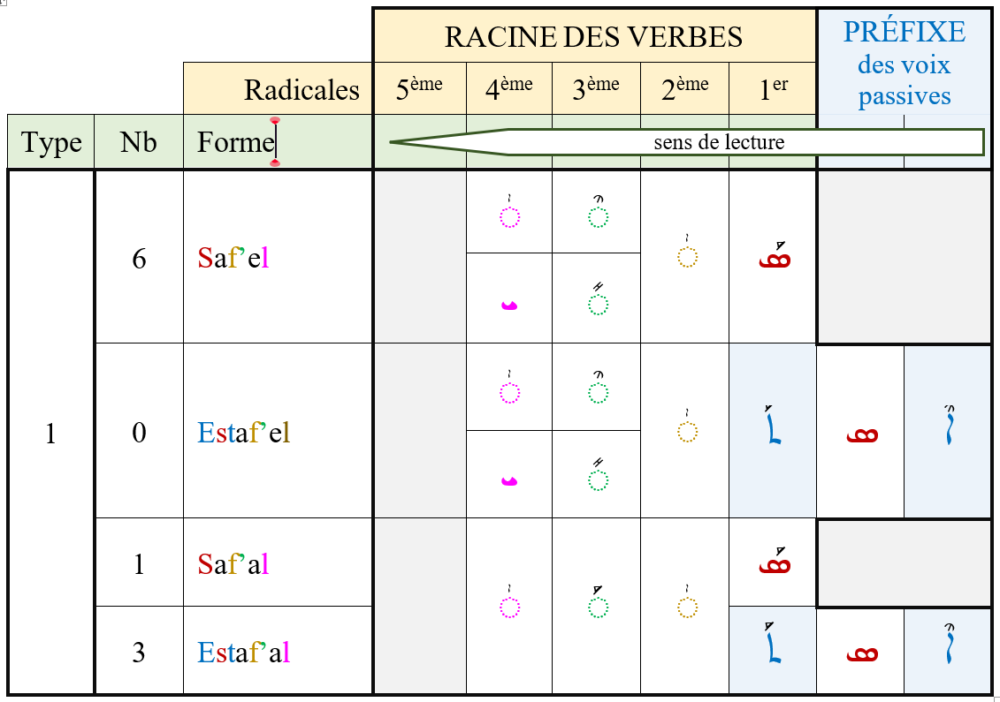 RACINE DES VERBES
PRÉFIXE
des voix
passives
Radicales 5ème 4ème 3ème 2ème 1er
Type Nb Forme
sens de lecture
1
6 Saf’el
ܣܰ
ܝ
0 Estaf’el
ܐܶ ܣ ܬܰ
ܝ
1 Saf’al
ܣܰ
3 Estaf’al
ܐܶ ܣ ܬܰ